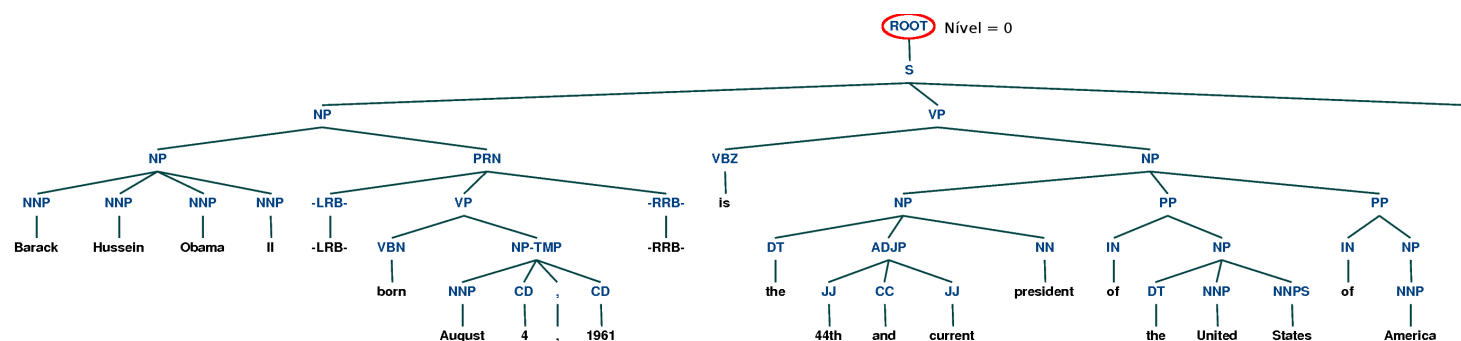 ROOT Nível = 0
S
NP VP
NP PRN VBZ NP
NNP NNP NNP NNP -LRB- VP -RRB- is NP PP PP
Barack Hussein Obama II -LRB- VBN NP-TMP -RRB- DT ADJP NN IN NP IN NP
born NNP CD , CD the JJ CC JJ president of DT NNP NNPS of NNP
August 4 , 1961 44th and current the United States America